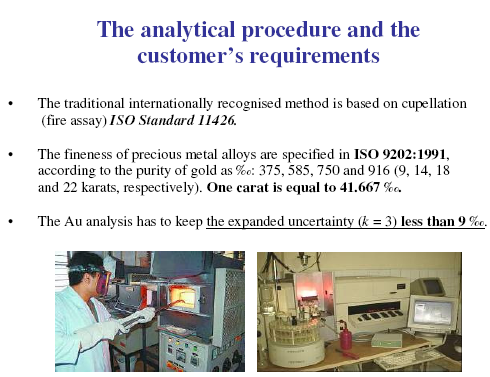 The analytical procedure and the
customer's requirements
• The traditional internationally recognised method is based on cupellation
(fire assay) ISO Standard 11426.
• The fineness of precious metal alloys are specified in ISO 9202:1991,
according to the purity of gold as ‰: 375, 585, 750 and 916 (9, 14, 18
and 22 karats, respectively). One carat is equal to 41.667 ‰.
• The Au analysis has to keep the expanded uncertainty (k = 3) less than 9 ‰.